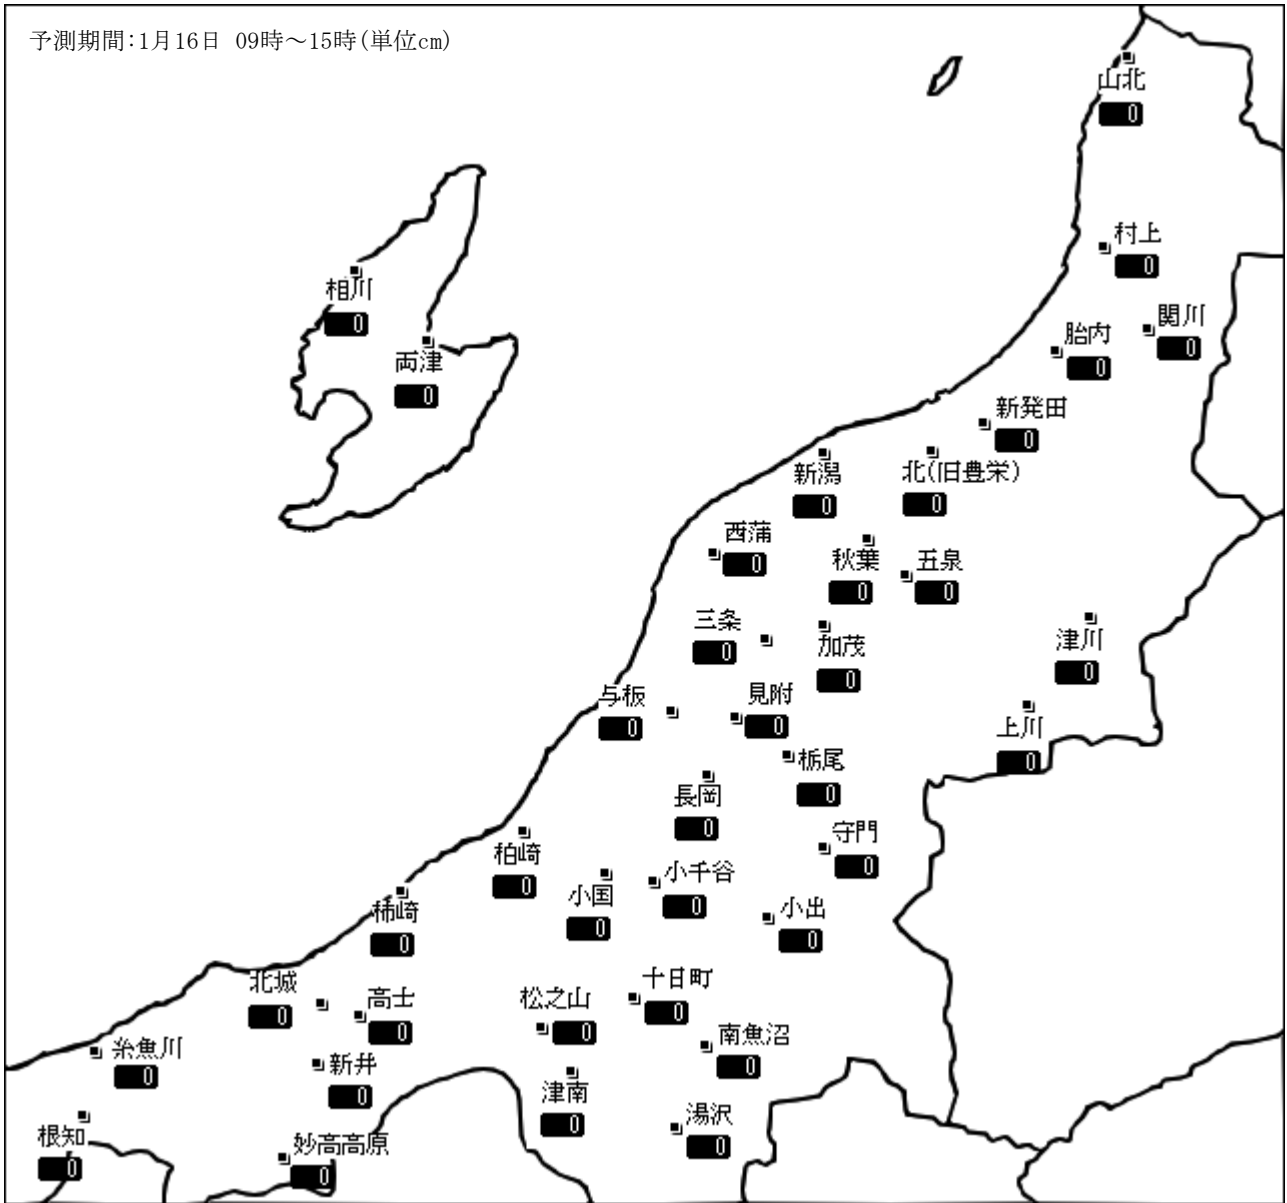 予測期間:1月16日 09時～15時(単位cm)
山北
0
村上
0
相川
0
関川
0
胎内
0
両津
0
新発田
0
新潟
0
北(旧豊栄)
0
西蒲
0
秋葉
0
五泉
0
三条
0
加茂
0
津川
0
与板
0
見附
0
上川
0
栃尾
0
長岡
0
守門
0
柏崎
0
小千谷
0
小国
0
小出
0
柿崎
0
北城
0
高士
0
松之山
0
十日町
0
南魚沼
0
糸魚川
0
新井
0
津南
0
湯沢
0
根知
0
妙高高原
0